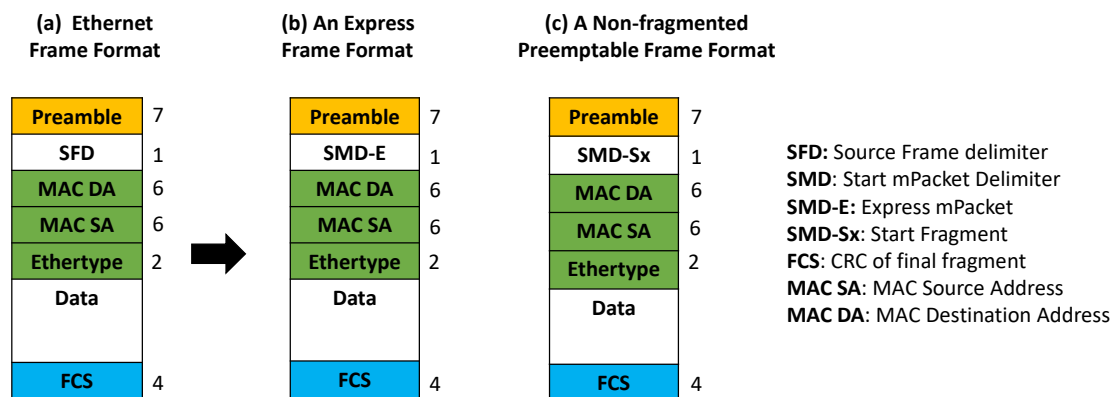 (a) Ethernet
Frame Format
(b) An Express
Frame Format
(c) A Non-fragmented
Preemptable Frame Format
Preamble 7
SFD 1
MAC DA 6
MAC SA 6
Ethertype 2
Data
FCS 4
Preamble 7
SMD-E 1
MAC DA 6
MAC SA 6
Ethertype 2
Data
FCS 4
Preamble 7
SMD-Sx 1
MAC DA 6
MAC SA 6
Ethertype 2
Data
FCS 4
SFD: Source Frame delimiter
SMD: Start mPacket Delimiter
SMD-E: Express mPacket
SMD-Sx: Start Fragment
FCS: CRC of final fragment
MAC SA: MAC Source Address
MAC DA: MAC Destination Address